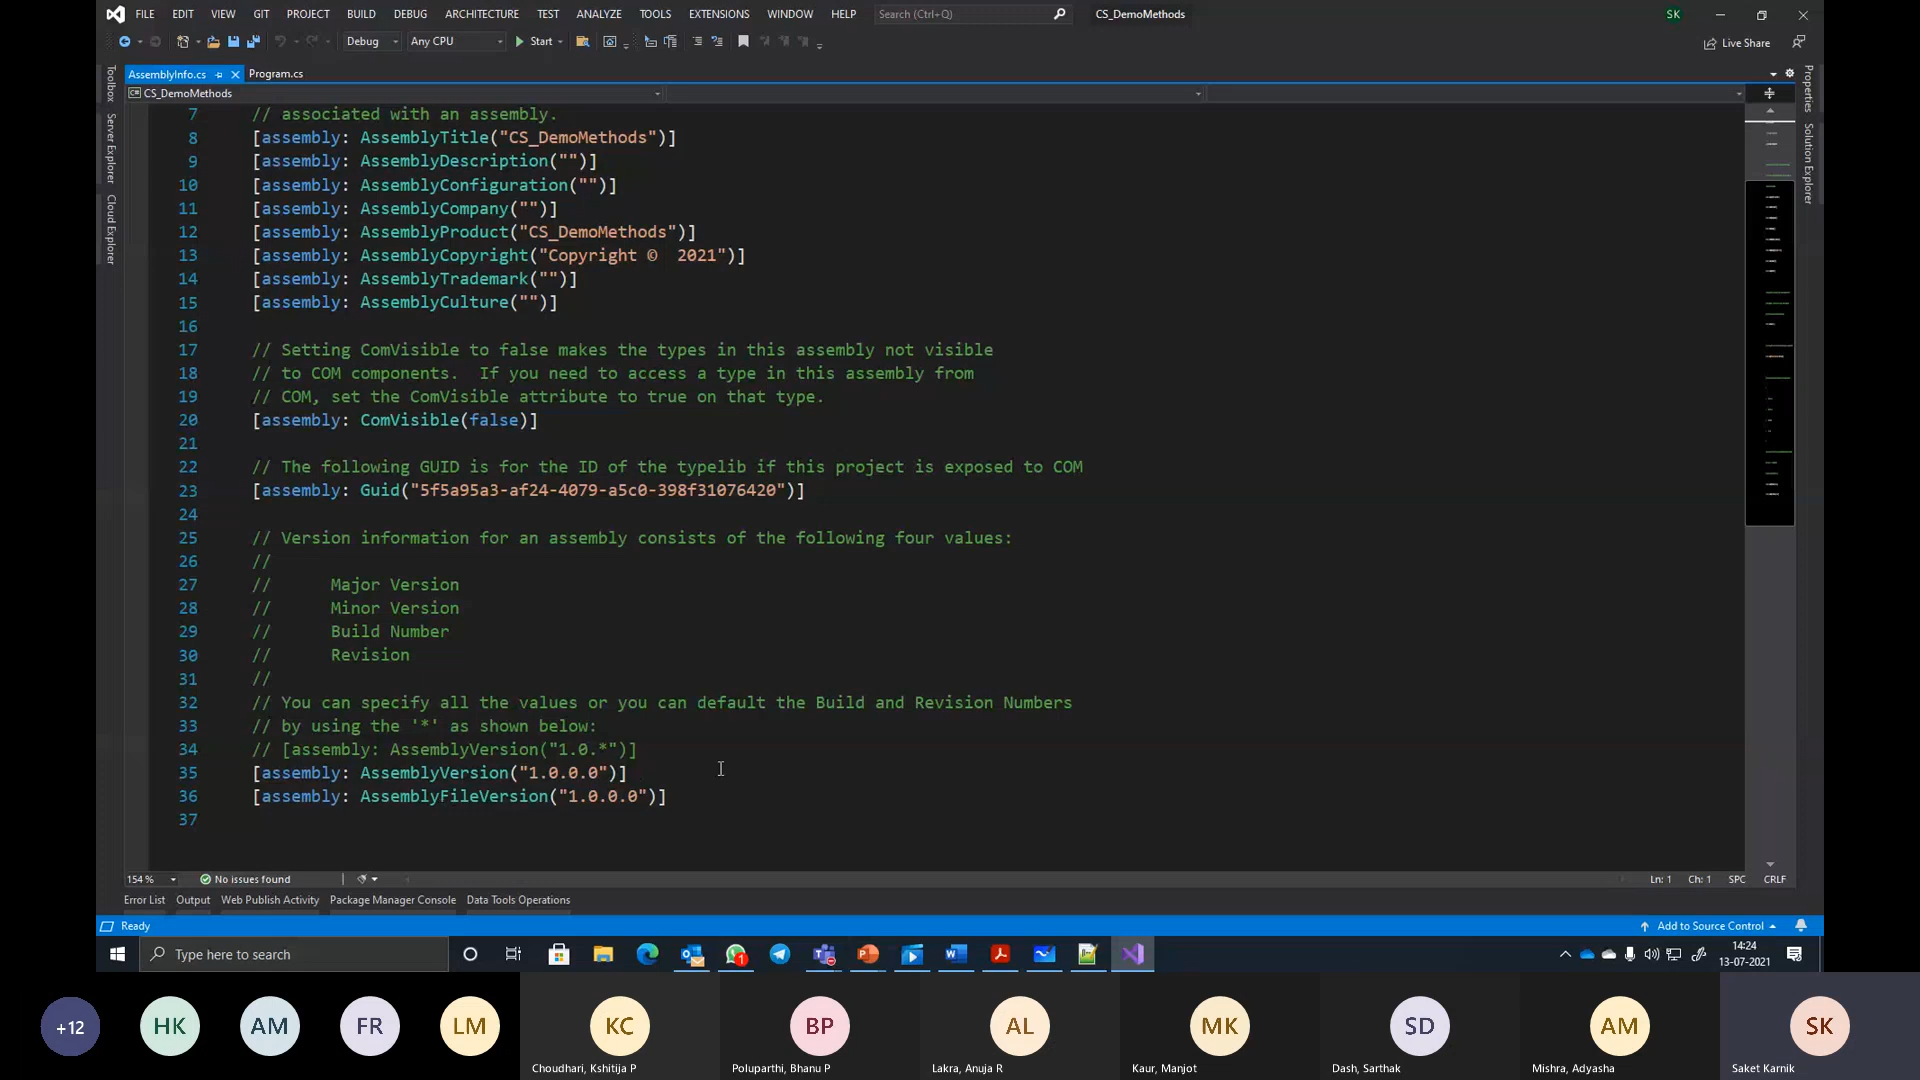 FILE EDIT VIEW GIT PROJECT BUILD DEBUG ARCHITECTURE TEST ANALYZE TOOLS EXTENSIONS WINDOW HELP Search (Ctrl+Q) CS_DemoMethods SK
Debug Any CPU Start Live Share
AssemblyInfo.cs Program.cs
CS_DemoMethods
Toolbox
Server Explorer
Cloud Explorer
Properties
Solution Explorer
7 // associated with an assembly.
8 [assembly: AssemblyTitle("CS_DemoMethods")]
9 [assembly: AssemblyDescription("")]
10 [assembly: AssemblyConfiguration("")]
11 [assembly: AssemblyCompany("")]
12 [assembly: AssemblyProduct("CS_DemoMethods")]
13 [assembly: AssemblyCopyright("Copyright ©  2021")]
14 [assembly: AssemblyTrademark("")]
15 [assembly: AssemblyCulture("")]
16
17 // Setting ComVisible to false makes the types in this assembly not visible
18 // to COM components.  If you need to access a type in this assembly from
19 // COM, set the ComVisible attribute to true on that type.
20 [assembly: ComVisible(false)]
21
22 // The following GUID is for the ID of the typelib if this project is exposed to COM
23 [assembly: Guid("5f5a95a3-af24-4079-a5c0-398f31076420")]
24
25 // Version information for an assembly consists of the following four values:
26 //
27 //      Major Version
28 //      Minor Version
29 //      Build Number
30 //      Revision
31 //
32 // You can specify all the values or you can default the Build and Revision Numbers
33 // by using the '*' as shown below:
34 // [assembly: AssemblyVersion("1.0.*")]
35 [assembly: AssemblyVersion("1.0.0.0")]
36 [assembly: AssemblyFileVersion("1.0.0.0")]
37
154 % No issues found Ln: 1 Ch: 1 SPC CRLF
Error List Output Web Publish Activity Package Manager Console Data Tools Operations
Ready Add to Source Control
Type here to search 14:24
13-07-2021
+12 HK AM FR LM KC BP AL MK SD AM SK
Choudhari, Kshitija P Poluparthi, Bhanu P Lakra, Anuja R Kaur, Manjot Dash, Sarthak Mishra, Adyasha Saket Karnik